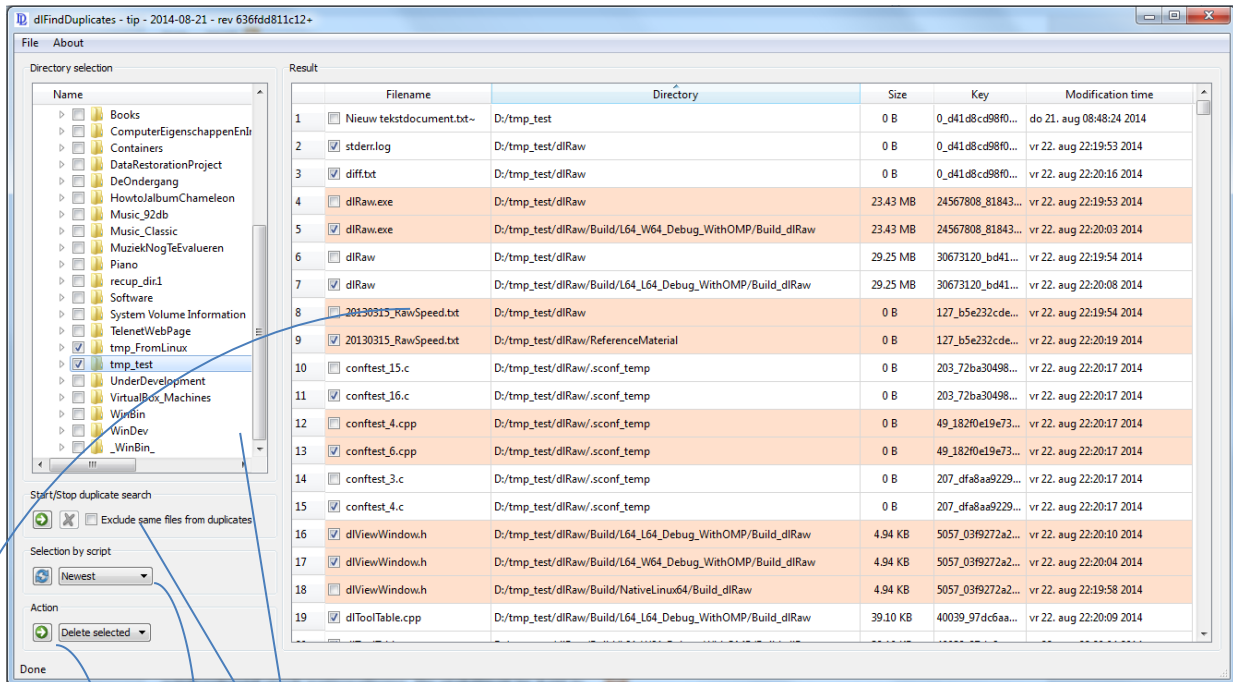 dlFindDuplicates - tip - 2014-08-21 - rev 636fdd811c12+
File About
Directory selection
Name
Books
ComputerEigenschappenEnIr
Containers
DataRestorationProject
DeOndergang
HowtoJalbumChameleon
Music_92db
Music_Classic
MuziekNogTeEvalueren
Piano
recup_dir.1
Software
System Volume Information
TelenetWebPage
tmp_FromLinux
tmp_test
UnderDevelopment
VirtualBox_Machines
WinBin
WinDev
_WinBin_
Start/Stop duplicate search
Exclude same files from duplicates
Selection by script
Newest
Action
Delete selected
Done
Result
Filename Directory Size Key Modification time
1 Nieuw tekstdocument.txt~ D:/tmp_test 0 B 0_d41d8cd98f0... do 21. aug 08:48:24 2014
2 stderr.log D:/tmp_test/dlRaw 0 B 0_d41d8cd98f0... vr 22. aug 22:19:53 2014
3 diff.txt D:/tmp_test/dlRaw 0 B 0_d41d8cd98f0... vr 22. aug 22:20:16 2014
4 dlRaw.exe D:/tmp_test/dlRaw 23.43 MB 24567808_81843... vr 22. aug 22:19:53 2014
5 dlRaw.exe D:/tmp_test/dlRaw/Build/L64_W64_Debug_WithOMP/Build_dlRaw 23.43 MB 24567808_81843... vr 22. aug 22:20:03 2014
6 dlRaw D:/tmp_test/dlRaw 29.25 MB 30673120_bd41... vr 22. aug 22:19:54 2014
7 dlRaw D:/tmp_test/dlRaw/Build/L64_L64_Debug_WithOMP/Build_dlRaw 29.25 MB 30673120_bd41... vr 22. aug 22:20:08 2014
8 20130315_RawSpeed.txt D:/tmp_test/dlRaw 0 B 127_b5e232cde... vr 22. aug 22:19:54 2014
9 20130315_RawSpeed.txt D:/tmp_test/dlRaw/ReferenceMaterial 0 B 127_b5e232cde... vr 22. aug 22:20:19 2014
10 conftest_15.c D:/tmp_test/dlRaw/.sconf_temp 0 B 203_72ba30498... vr 22. aug 22:20:17 2014
11 conftest_16.c D:/tmp_test/dlRaw/.sconf_temp 0 B 203_72ba30498... vr 22. aug 22:20:17 2014
12 conftest_4.cpp D:/tmp_test/dlRaw/.sconf_temp 0 B 49_182f0e19e73... vr 22. aug 22:20:17 2014
13 conftest_6.cpp D:/tmp_test/dlRaw/.sconf_temp 0 B 49_182f0e19e73... vr 22. aug 22:20:17 2014
14 conftest_3.c D:/tmp_test/dlRaw/.sconf_temp 0 B 207_dfa8aa9229... vr 22. aug 22:20:17 2014
15 conftest_4.c D:/tmp_test/dlRaw/.sconf_temp 0 B 207_dfa8aa9229... vr 22. aug 22:20:17 2014
16 dlViewWindow.h D:/tmp_test/dlRaw/Build/L64_L64_Debug_WithOMP/Build_dlRaw 4.94 KB 5057_03f9272a2... vr 22. aug 22:20:10 2014
17 dlViewWindow.h D:/tmp_test/dlRaw/Build/L64_W64_Debug_WithOMP/Build_dlRaw 4.94 KB 5057_03f9272a2... vr 22. aug 22:20:04 2014
18 dlViewWindow.h D:/tmp_test/dlRaw/Build/NativeLinux64/Build_dlRaw 4.94 KB 5057_03f9272a2... vr 22. aug 22:19:58 2014
19 dlToolTable.cpp D:/tmp_test/dlRaw/Build/L64_L64_Debug_WithOMP/Build_dlRaw 39.10 KB 40039_97dc6aa... vr 22. aug 22:20:09 2014